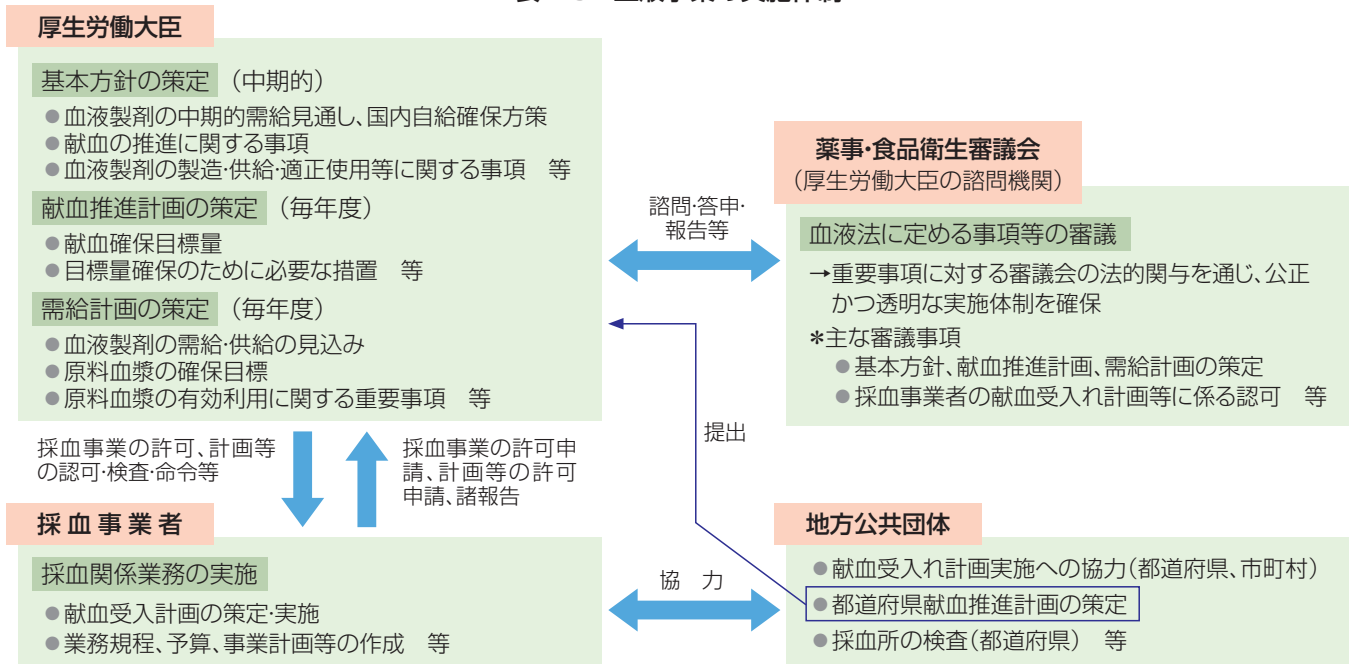 厚生労働大臣
基本方針の策定 (中期的)
●血液製剤の中期的需給見通し、国内自給確保方策
●献血の推進に関する事項
●血液製剤の製造・供給・適正使用等に関する事項 等
献血推進計画の策定 (毎年度)
●献血確保目標量
●目標量確保のために必要な措置 等
需給計画の策定 (毎年度)
●血液製剤の需給・供給の見込み
●原料血漿の確保目標
●原料血漿の有効利用に関する重要事項 等
諮問・答申・
報告等
薬事・食品衛生審議会
(厚生労働大臣の諮問機関)
血液法に定める事項等の審議
→重要事項に対する審議会の法的関与を通じ、公正
かつ透明な実施体制を確保
*主な審議事項
●基本方針、献血推進計画、需給計画の策定
●採血事業者の献血受入れ計画等に係る認可 等
採血事業の許可、計画等
の認可・検査・命令等
採血事業の許可申
請、計画等の許可
申請、諸報告
提出
採血事業者
採血関係業務の実施
●献血受入計画の策定・実施
●業務規程、予算、事業計画等の作成 等
協 力
地方公共団体
●献血受入れ計画実施への協力(都道府県、市町村)
●都道府県献血推進計画の策定
●採血所の検査(都道府県) 等